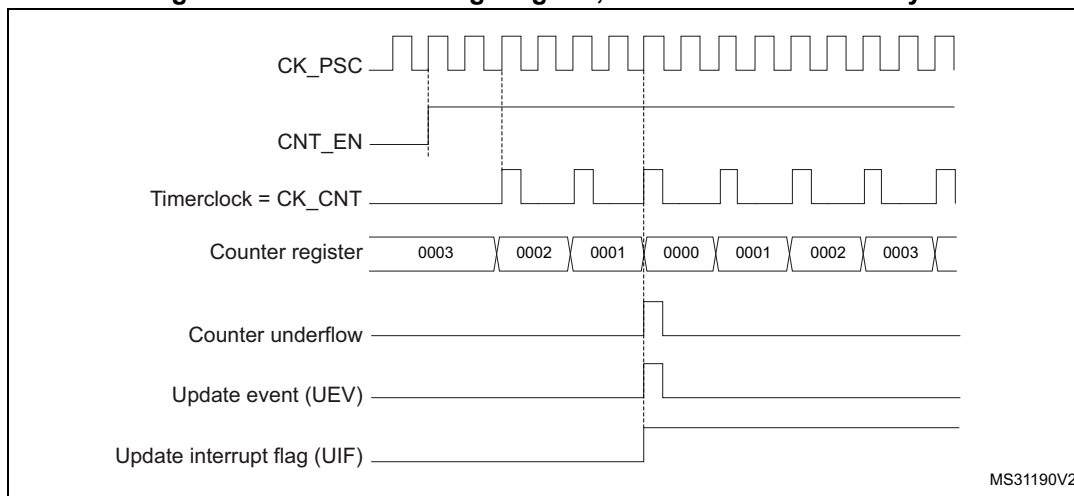 CK_PSC
CNT_EN
Timerclock = CK_CNT
Counter register 0003 0002 0001 0000 0001 0002 0003
Counter underflow
Update event (UEV)
Update interrupt flag (UIF)
MS31190V2